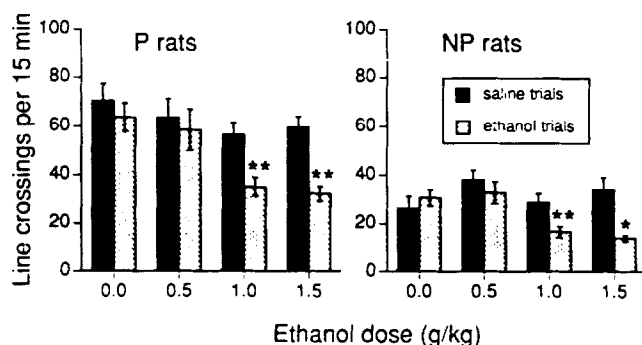 Line crossings per 15 min
P rats
100
80
60
40
20
0
**
**
0.0 0.5 1.0 1.5
NP rats
100
80
60
40
20
0
saline trials
ethanol trials
**
*
0.0 0.5 1.0 1.5
Ethanol dose (g/kg)